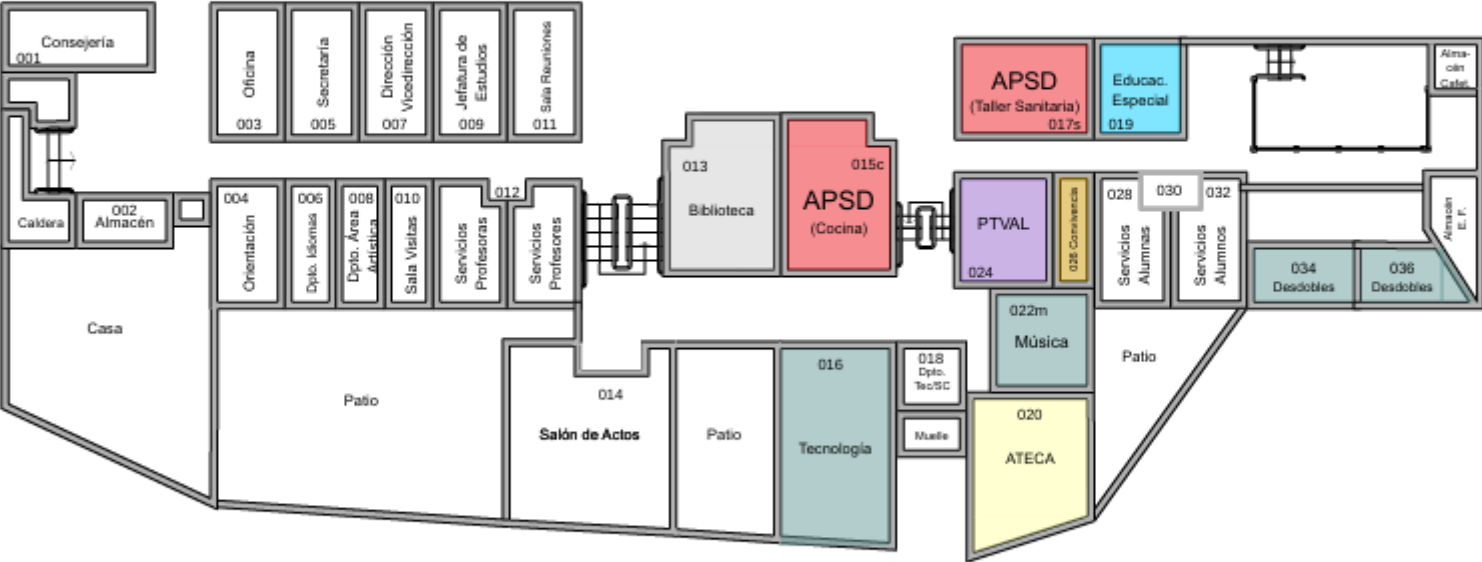 Consejería
001
Oficina
003
Secretaría
005
Dirección
Vicedirección
007
Jefatura de
Estudios
009
Sala Reuniones
011
APSD
(Taller Sanitaria)
017s
Educac.
Especial
019
Alma-
cén
Cafet.
013
Biblioteca
015c
APSD
(Cocina)
Caldera
002
Almacén
004
Orientación
006
Dpto. Idiomas
008
Dpto. Área
Artística
010
Sala Visitas
012
Servicios
Profesoras
Servicios
Profesores
PTVAL
024
026 Convivencia
028
Servicios
Alumnas
030
032
Servicios
Alumnos
Almacén
E. F.
034
Desdobles
036
Desdobles
Casa
Patio
014
Salón de Actos
Patio
016
Tecnología
018
Dpto.
Tec/SC
Muelle
022m
Música
020
ATECA
Patio